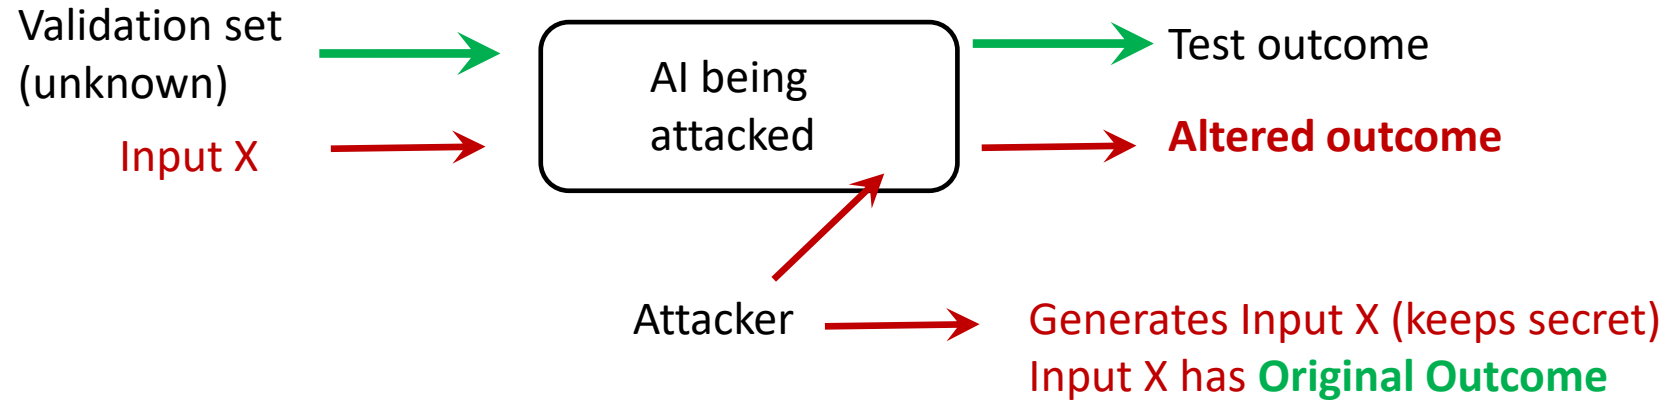 Validation set
(unknown)
Input X
AI being
attacked
Test outcome
Altered outcome
Attacker
Generates Input X (keeps secret)
Input X has Original Outcome